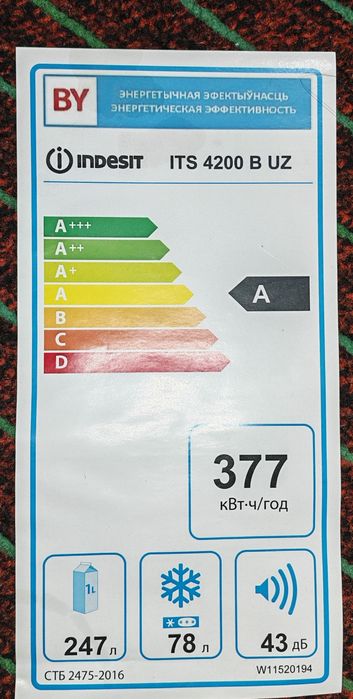 BY
ЭНЕРГЕТЫЧНАЯ ЭФЕКТЫЎНАСЦЬ
ЭНЕРГЕТИЧЕСКАЯ ЭФФЕКТИВНОСТЬ
INDESIT ITS 4200 B UZ
A+++
A++
A+
A
A
B
C
D
377
кВт·ч/год
1L
247 л
78 л
43 дБ
СТБ 2475-2016
W11520194